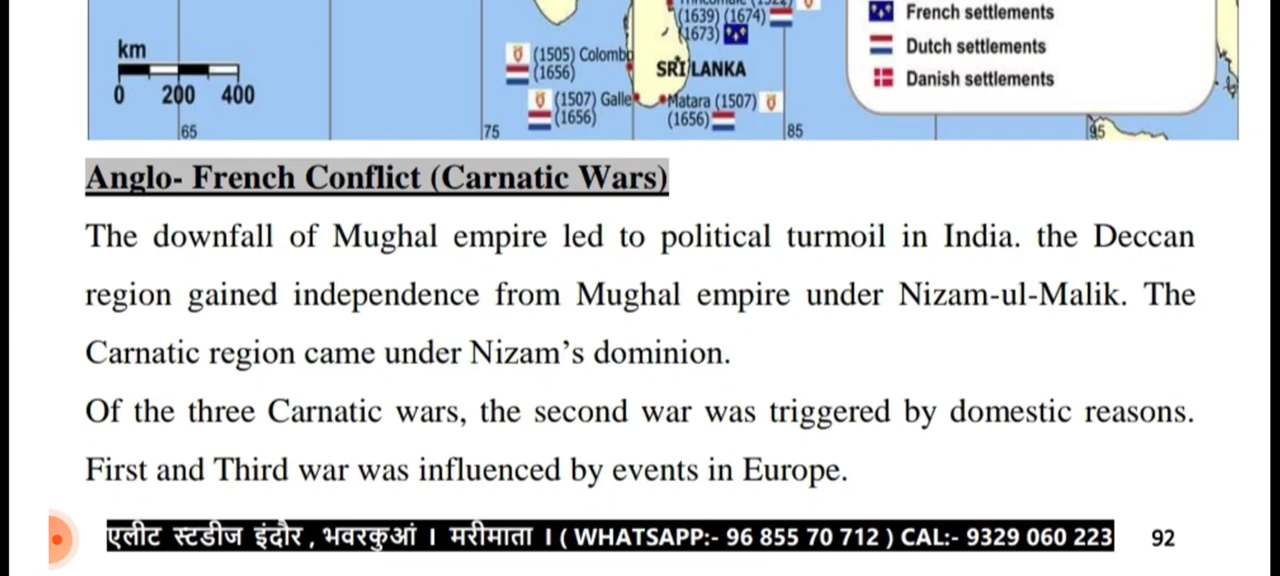 (1639) (1674)
(1673)
French settlements
km
(1505) Colombo
(1656)
SRI LANKA
Dutch settlements
0 200 400
Danish settlements
(1507) Galle
(1656)
Matara (1507)
(1656)
65 75 85 95
Anglo- French Conflict (Carnatic Wars)
The downfall of Mughal empire led to political turmoil in India. the Deccan
region gained independence from Mughal empire under Nizam-ul-Malik. The
Carnatic region came under Nizam’s dominion.
Of the three Carnatic wars, the second war was triggered by domestic reasons.
First and Third war was influenced by events in Europe.
एलीट स्टडीज इंदौर , भवरकुआं । मरीमाता । ( WHATSAPP:- 96 855 70 712 ) CAL:- 9329 060 223 92